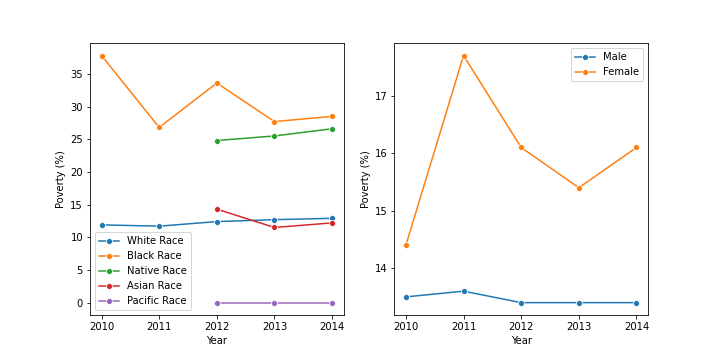 35
30
25
20
15
10
5
0
Poverty (%)
White Race
Black Race
Native Race
Asian Race
Pacific Race
2010 2011 2012 2013 2014
Year
17
16
15
14
Poverty (%)
Male
Female
2010 2011 2012 2013 2014
Year